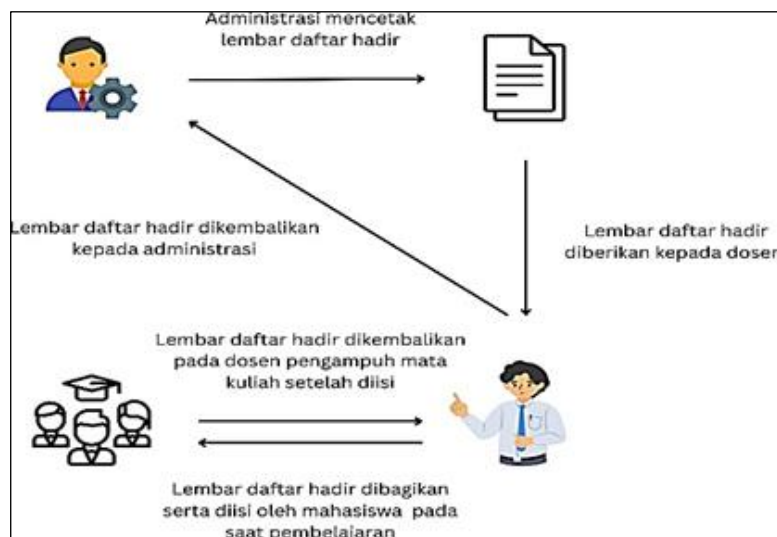 Administrasi mencetak
lembar daftar hadir
Lembar daftar hadir dikembalikan
kepada administrasi
Lembar daftar hadir
diberikan kepada dosen
Lembar daftar hadir dikembalikan
pada dosen pengampuh mata
kuliah setelah diisi
Lembar daftar hadir dibagikan
serta diisi oleh mahasiswa pada
saat pembelajaran